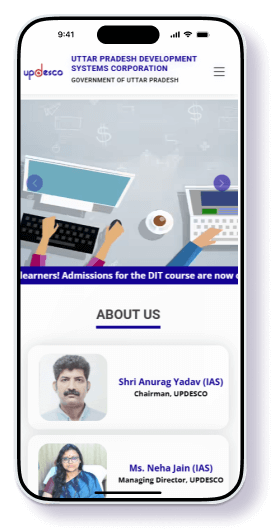 9:41
updesco
UTTAR PRADESH DEVELOPMENT
SYSTEMS CORPORATION
GOVERNMENT OF UTTAR PRADESH
learners! Admissions for the DIT course are now
ABOUT US
Shri Anurag Yadav (IAS)
Chairman, UPDESCO
Ms. Neha Jain (IAS)
Managing Director, UPDESCO